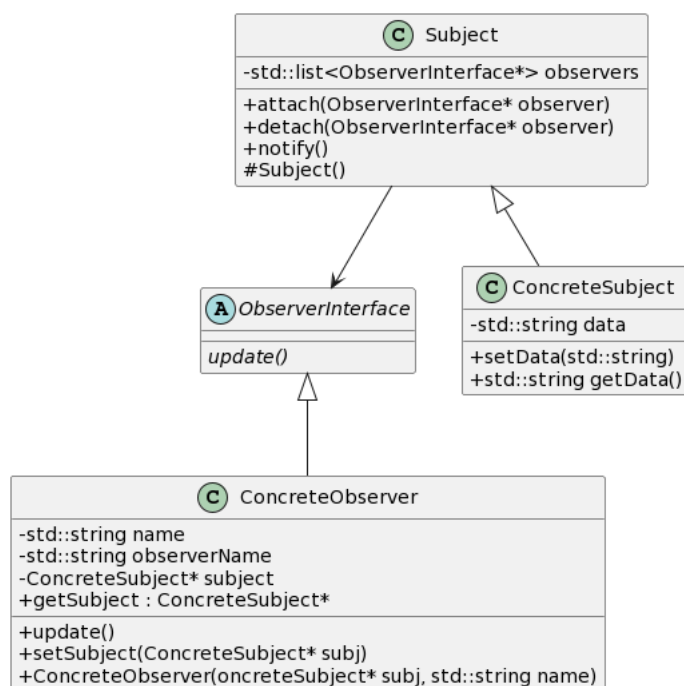 C Subject
-std::list<ObserverInterface*> observers
+attach(ObserverInterface* observer)
+detach(ObserverInterface* observer)
+notify()
#Subject()
A ObserverInterface
update()
C ConcreteSubject
-std::string data
+setData(std::string)
+std::string getData()
C ConcreteObserver
-std::string name
-std::string observerName
-ConcreteSubject* subject
+getSubject : ConcreteSubject*
+update()
+setSubject(ConcreteSubject* subj)
+ConcreteObserver(oncreteSubject* subj, std::string name)